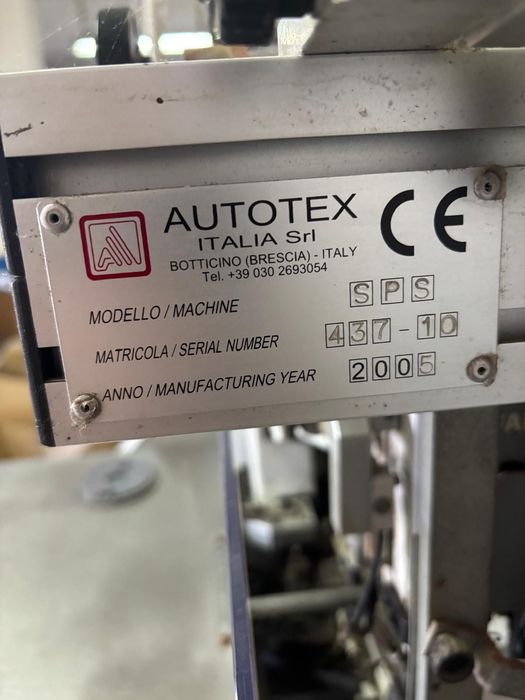 AUTOTEX
ITALIA Srl
BOTTICINO (BRESCIA) - ITALY
Tel. +39 030 2693054
CE
MODELLO / MACHINE SPS
MATRICOLA / SERIAL NUMBER 437-10
ANNO / MANUFACTURING YEAR 2005